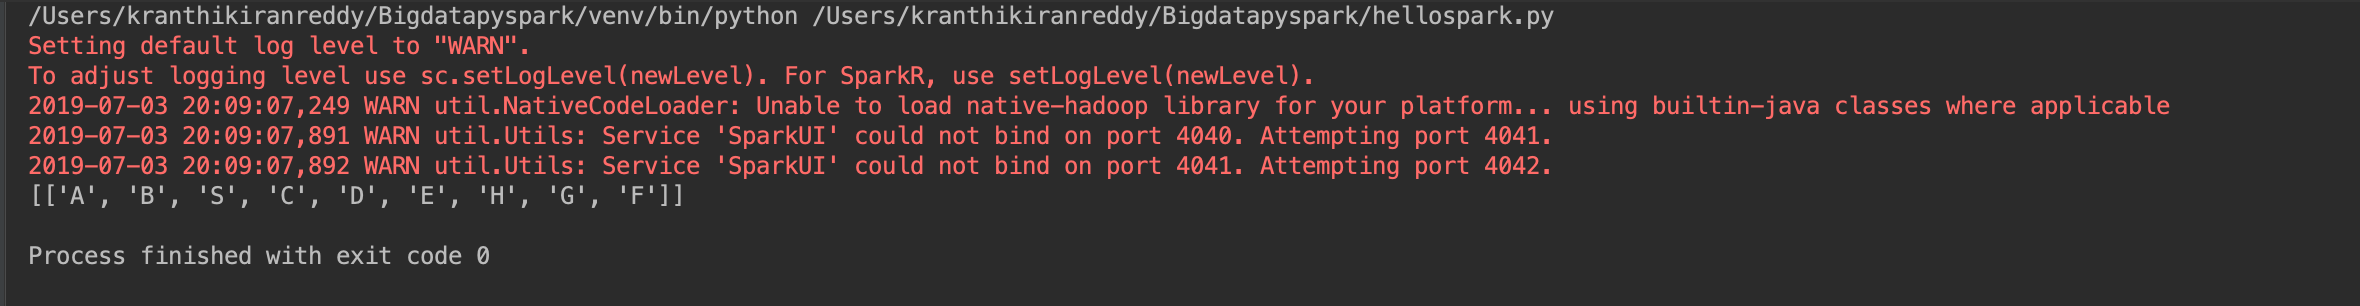 /Users/kranthikiranreddy/Bigdatapyspark/venv/bin/python /Users/kranthikiranreddy/Bigdatapyspark/hellospark.py
Setting default log level to "WARN".
To adjust logging level use sc.setLogLevel(newLevel). For SparkR, use setLogLevel(newLevel).
2019-07-03 20:09:07,249 WARN util.NativeCodeLoader: Unable to load native-hadoop library for your platform... using builtin-java classes where applicable
2019-07-03 20:09:07,891 WARN util.Utils: Service 'SparkUI' could not bind on port 4040. Attempting port 4041.
2019-07-03 20:09:07,892 WARN util.Utils: Service 'SparkUI' could not bind on port 4041. Attempting port 4042.
[['A', 'B', 'S', 'C', 'D', 'E', 'H', 'G', 'F']]
Process finished with exit code 0